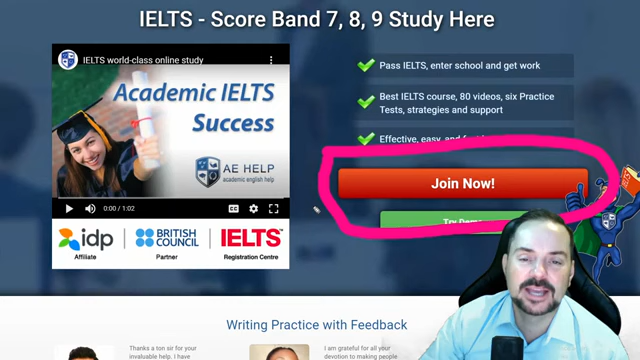 IELTS - Score Band 7, 8, 9 Study Here
IELTS world-class online study
Academic IELTS
Success
AE HELP
academic english help
0:00 / 1:02
idp
Affiliate
BRITISH
COUNCIL
Partner
IELTS
Registration Centre
Pass IELTS, enter school and get work
Best IELTS course, 80 videos, six Practice
Tests, strategies and support
Effective, easy, and
Join Now!
Try
Writing Practice with Feedback
Thanks a ton sir for your
invaluable help. I have
I am grateful for all your
devotion to making people